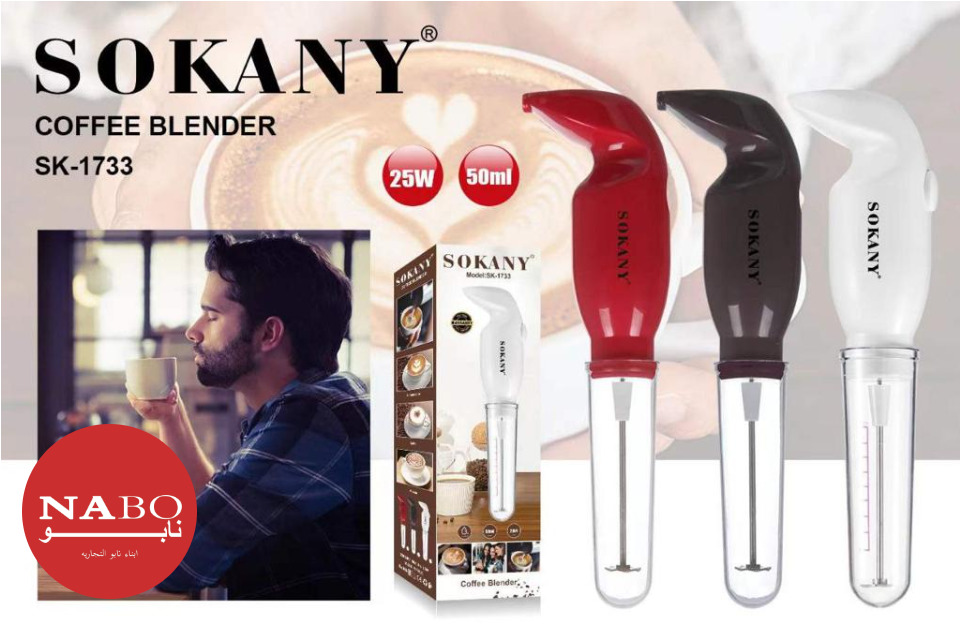 SOKANY®
COFFEE BLENDER
SK-1733
25W
50ml
SOKANY
SOKANY
SOKANY
SOKANY
SOKANY
Model:SK-1733
SOKANY
Coffee Blender
NABO
نابو
ابناء نابو التجاريه